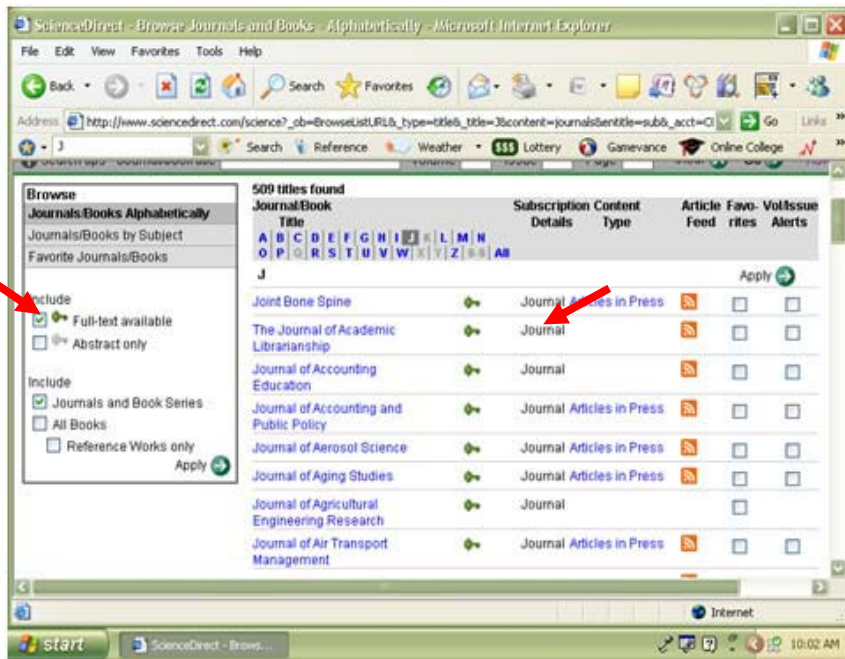 ScienceDirect - Browse Journals and Books - Alphabetically - Microsoft Internet Explorer
File Edit View Favorites Tools Help
Back Search Favorites
Address http://www.sciencedirect.com/science?_ob=BrowseListURL&_type=title&_title=J&content=journals&entitle=sub&_acct=C Go Links »
J Search Reference Weather $$$ Lottery Gamevance Online College »
Browse
Journals/Books Alphabetically
Journals/Books by Subject
Favorite Journals/Books
Include
Full-text available
Abstract only
Include
Journals and Book Series
All Books
Reference Works only
Apply
509 titles found
Journal/Book Title Subscription Details Content Type Article Feed Favo-rites Vol/Issue Alerts
A B C D E F G H I J K L M N
O P Q R S T U V W X Y Z 0-9 All
J Apply
Joint Bone Spine Journal Articles in Press
The Journal of Academic
Librarianship Journal
Journal of Accounting
Education Journal
Journal of Accounting and
Public Policy Journal Articles in Press
Journal of Aerosol Science Journal Articles in Press
Journal of Aging Studies Journal Articles in Press
Journal of Agricultural
Engineering Research Journal
Journal of Air Transport
Management Journal Articles in Press
Internet
start ScienceDirect - Brows... 10:02 AM